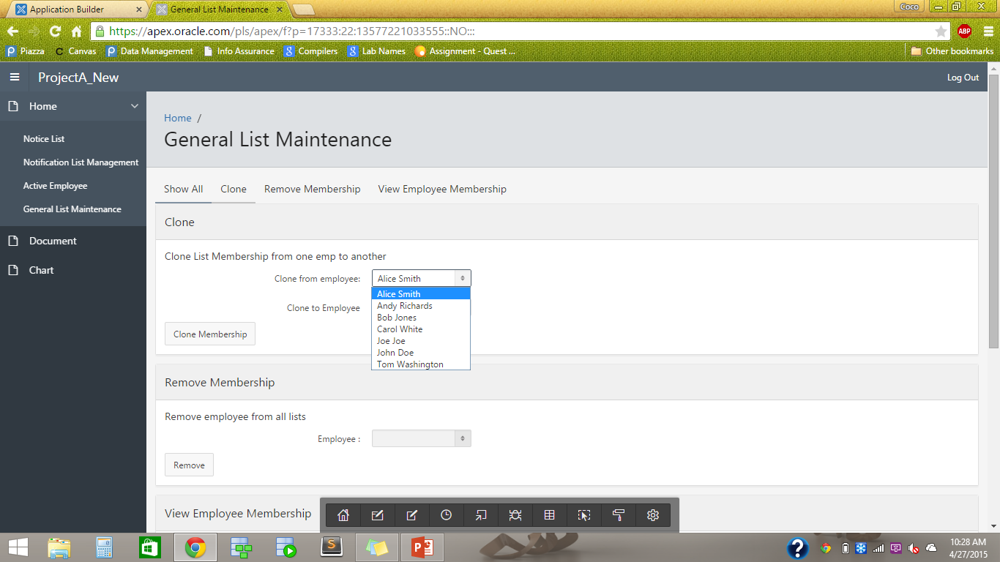 Application Builder
General List Maintenance
Coco
https://apex.oracle.com/pls/apex/f?p=17333:22:13577221033555::NO:::
ABP
Piazza
Canvas
Data Management
Info Assurance
Compilers
Lab Names
Assignment - Quest ...
Other bookmarks
ProjectA_New
Log Out
Home
Notice List
Notification List Management
Active Employee
General List Maintenance
Document
Chart
Home /
General List Maintenance
Show All
Clone
Remove Membership
View Employee Membership
Clone
Clone List Membership from one emp to another
Clone from employee:
Alice Smith
Alice Smith
Andy Richards
Bob Jones
Carol White
Joe Joe
John Doe
Tom Washington
Clone to Employee
Clone Membership
Remove Membership
Remove employee from all lists
Employee :
Remove
View Employee Membership
10:28 AM
4/27/2015